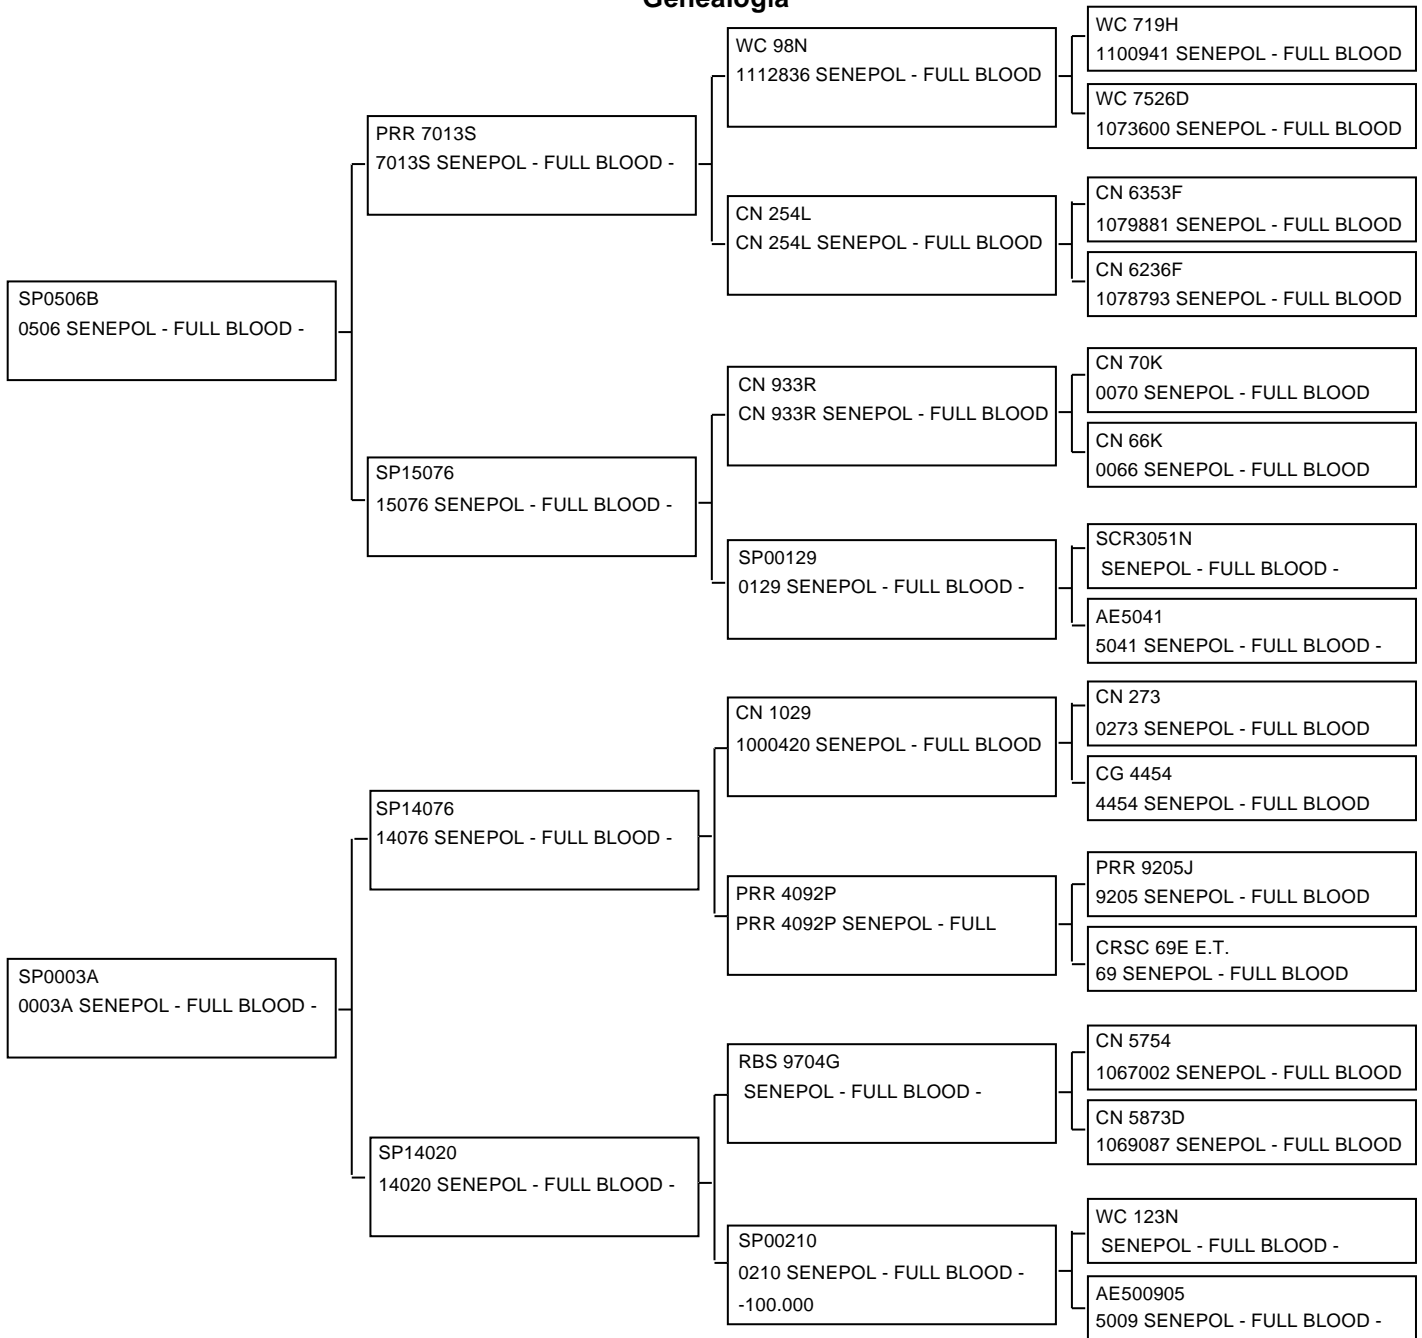 Genealogia
SP0506B
0506 SENEPOL - FULL BLOOD -
SP0003A
0003A SENEPOL - FULL BLOOD -
PRR 7013S
7013S SENEPOL - FULL BLOOD -
SP15076
15076 SENEPOL - FULL BLOOD -
SP14076
14076 SENEPOL - FULL BLOOD -
SP14020
14020 SENEPOL - FULL BLOOD -
WC 98N
1112836 SENEPOL - FULL BLOOD
CN 254L
CN 254L SENEPOL - FULL BLOOD
CN 933R
CN 933R SENEPOL - FULL BLOOD
SP00129
0129 SENEPOL - FULL BLOOD -
CN 1029
1000420 SENEPOL - FULL BLOOD
PRR 4092P
PRR 4092P SENEPOL - FULL
RBS 9704G
SENEPOL - FULL BLOOD -
SP00210
0210 SENEPOL - FULL BLOOD -
-100.000
WC 719H
1100941 SENEPOL - FULL BLOOD
WC 7526D
1073600 SENEPOL - FULL BLOOD
CN 6353F
1079881 SENEPOL - FULL BLOOD
CN 6236F
1078793 SENEPOL - FULL BLOOD
CN 70K
0070 SENEPOL - FULL BLOOD
CN 66K
0066 SENEPOL - FULL BLOOD
SCR3051N
SENEPOL - FULL BLOOD -
AE5041
5041 SENEPOL - FULL BLOOD -
CN 273
0273 SENEPOL - FULL BLOOD
CG 4454
4454 SENEPOL - FULL BLOOD
PRR 9205J
9205 SENEPOL - FULL BLOOD
CRSC 69E E.T.
69 SENEPOL - FULL BLOOD
CN 5754
1067002 SENEPOL - FULL BLOOD
CN 5873D
1069087 SENEPOL - FULL BLOOD
WC 123N
SENEPOL - FULL BLOOD -
AE500905
5009 SENEPOL - FULL BLOOD -